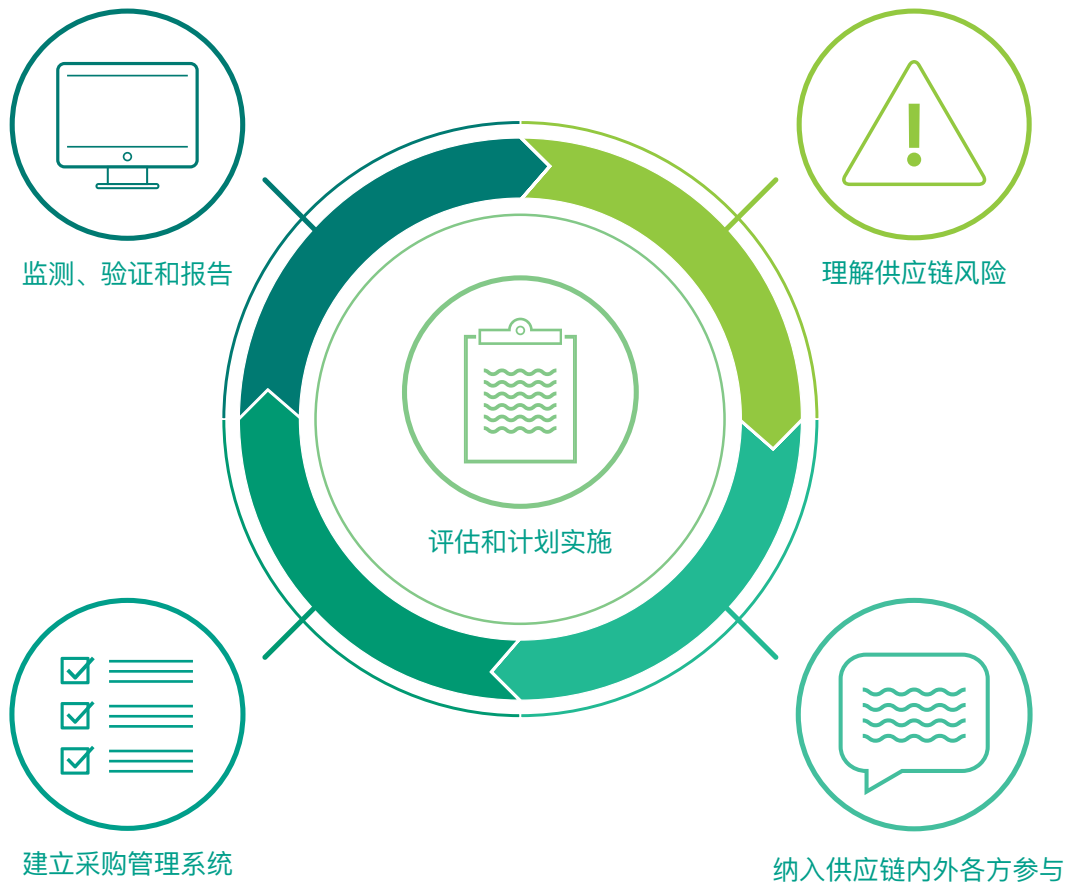 监测、验证和报告
理解供应链风险
评估和计划实施
建立采购管理系统
纳入供应链内外各方参与